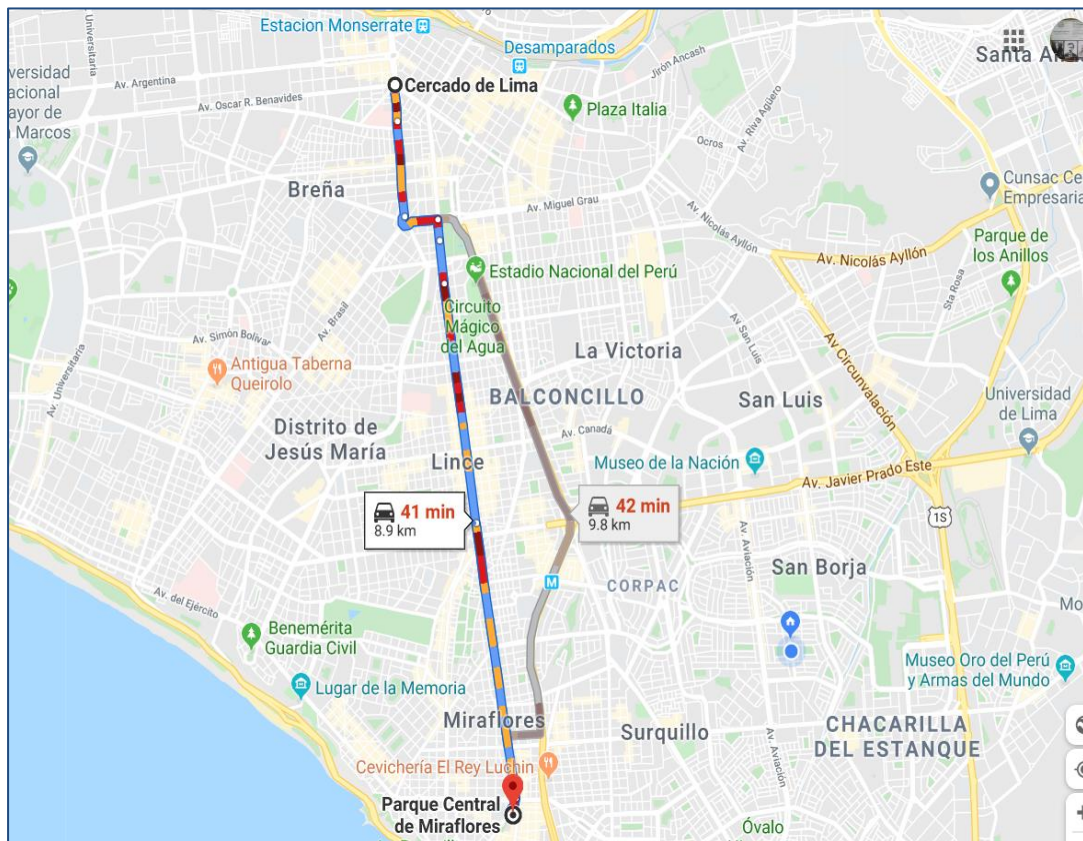 Estacion Monserrate
Desamparados
Santa
Jirón Ancash
Av. Universitaria
Av. Argentina
Cercado de Lima
Av. Oscar R. Benavides
Plaza Italia
Av. Riva Agüero
Ocros
Breña
Cunsac Ce
Empresaria
Av. Miguel Grau
Av. Nicolás Ayllón
Av. Nicolás Ayllón
Parque de
los Anillos
Sta Rosa
Estadio Nacional del Perú
Circuito
Mágico
del Agua
Av. Brasil
Av. Simón Bolívar
Antigua Taberna
Queirolo
La Victoria
Av San Luis
Av Circunvalación
BALCONCILLO
San Luis
Universidad
de Lima
Av. Universitaria
Distrito de
Jesús María
Av. Canadá
Lince
Museo de la Nación
Av. Javier Prado Este
41 min
8.9 km
42 min
9.8 km
1S
Av. Aviación
M
CORPAC
San Borja
Mo
Av. del Ejército
Benemérita
Guardia Civil
Lugar de la Memoria
Museo Oro del Perú
y Armas del Mundo
Miraflores
Surquillo
CHACARILLA
DEL ESTANQUE
Av. Aviación
Cevichería El Rey Luchin
Parque Central
de Miraflores
Óvalo